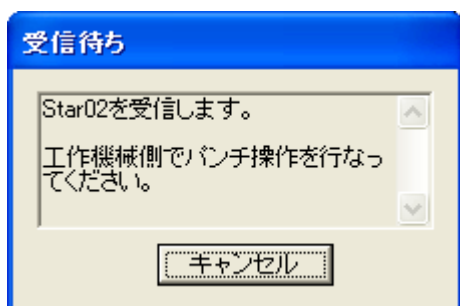 受信待ち
Star02を受信します。
工作機械側でパンチ操作を行なっ
てください。
キャンセル